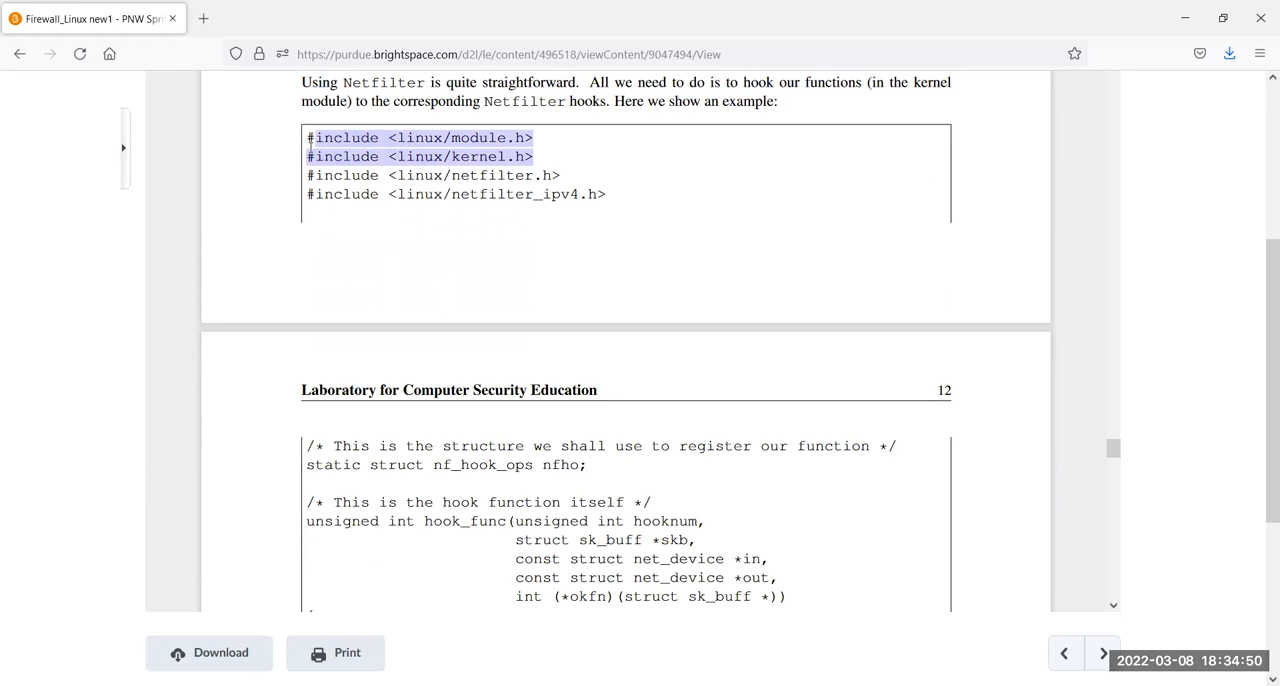 Firewall_Linux new1 - PNW Spri
https://purdue.brightspace.com/d2l/le/content/496518/viewContent/9047494/View
Using Netfilter is quite straightforward. All we need to do is to hook our functions (in the kernel
module) to the corresponding Netfilter hooks. Here we show an example:
#include <linux/module.h>
#include <linux/kernel.h>
#include <linux/netfilter.h>
#include <linux/netfilter_ipv4.h>
Laboratory for Computer Security Education 12
/* This is the structure we shall use to register our function */
static struct nf_hook_ops nfho;
/* This is the hook function itself */
unsigned int hook_func(unsigned int hooknum,
struct sk_buff *skb,
const struct net_device *in,
const struct net_device *out,
int (*okfn)(struct sk_buff *))
Download Print
2022-03-08 18:34:50